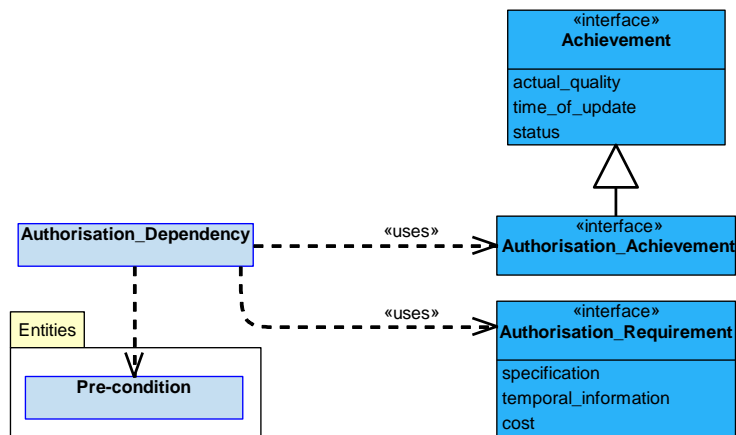 «interface»
Achievement
actual_quality
time_of_update
status
Authorisation_Dependency
«uses»
«interface»
Authorisation_Achievement
«uses»
«interface»
Authorisation_Requirement
specification
temporal_information
cost
Entities
Pre-condition